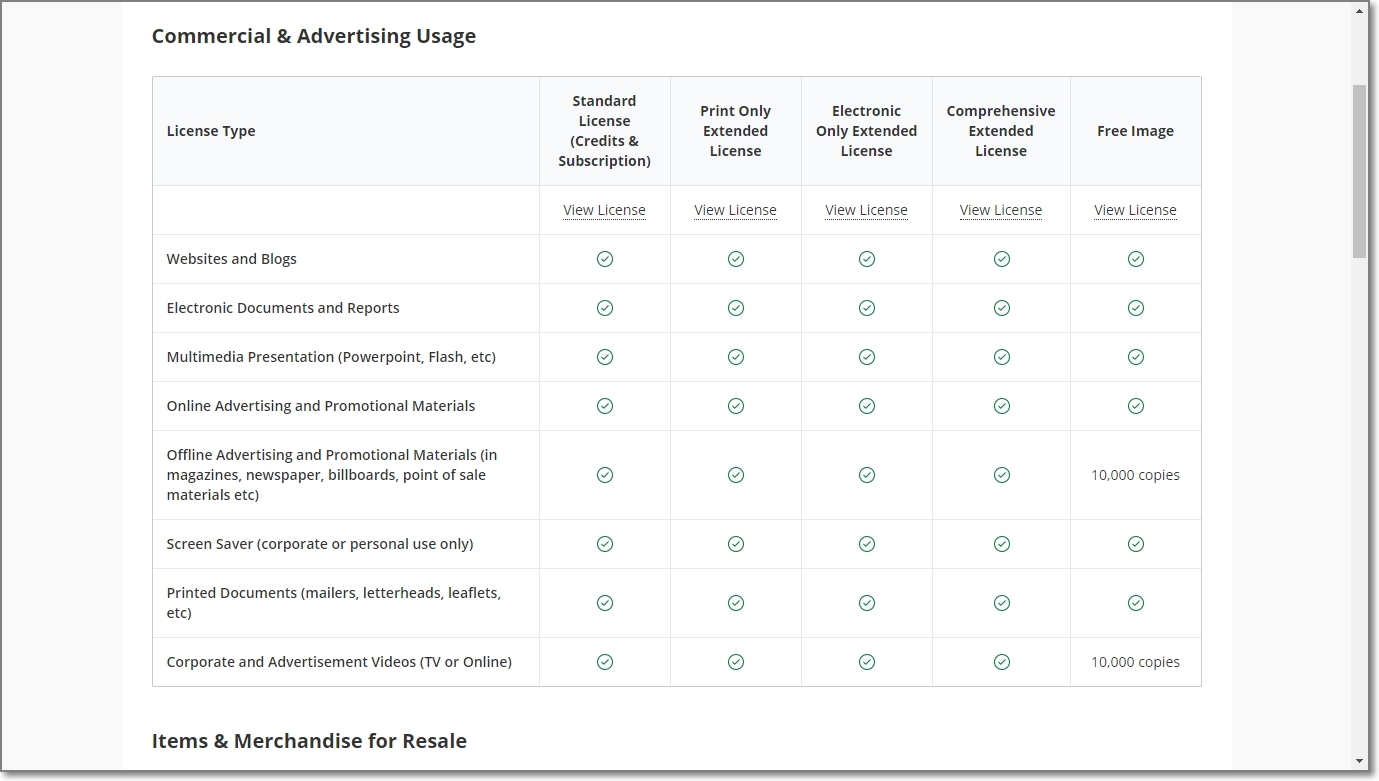 Commercial & Advertising Usage
License Type
Standard
License
(Credits &
Subscription)
Print Only
Extended
License
Electronic
Only Extended
License
Comprehensive
Extended
License
Free Image
View License
View License
View License
View License
View License
Websites and Blogs
Electronic Documents and Reports
Multimedia Presentation (Powerpoint, Flash, etc)
Online Advertising and Promotional Materials
Offline Advertising and Promotional Materials (in
magazines, newspaper, billboards, point of sale
materials etc)
10,000 copies
Screen Saver (corporate or personal use only)
Printed Documents (mailers, letterheads, leaflets,
etc)
Corporate and Advertisement Videos (TV or Online)
10,000 copies
Items & Merchandise for Resale